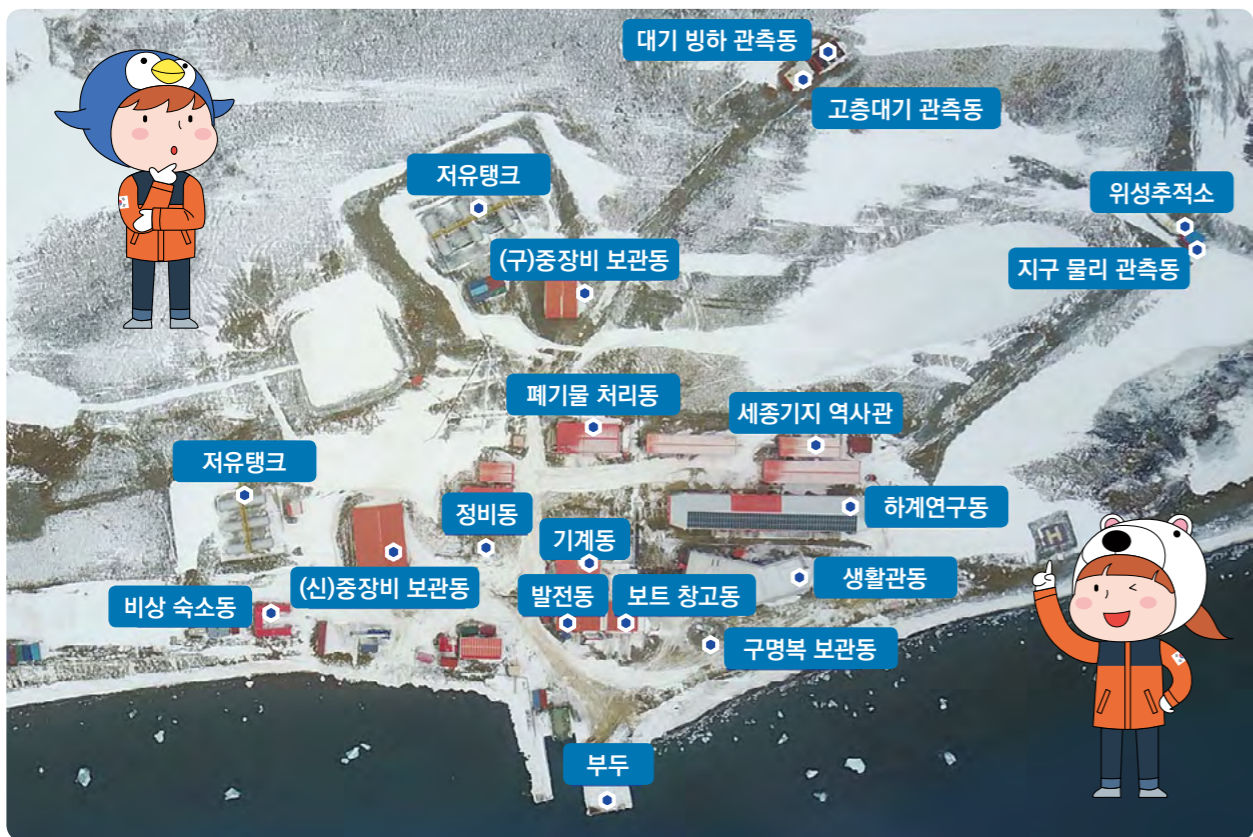 대기 빙하 관측동
고층대기 관측동
저유탱크
위성추적소
(구)중장비 보관동
지구 물리 관측동
폐기물 처리동
세종기지 역사관
저유탱크
정비동
하계연구동
기계동
(신)중장비 보관동
생활관동
비상 숙소동
발전동
보트 창고동
구명복 보관동
부두
H